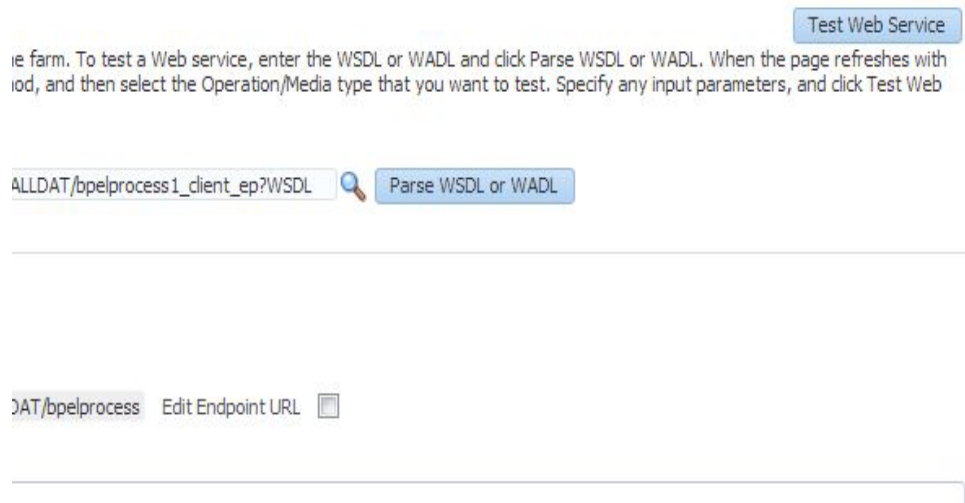 Test Web Service
e farm. To test a Web service, enter the WSDL or WADL and click Parse WSDL or WADL. When the page refreshes with
od, and then select the Operation/Media type that you want to test. Specify any input parameters, and click Test Web
ALLDAT/bpelprocess1_client_ep?WSDL Parse WSDL or WADL
DAT/bpelprocess Edit Endpoint URL